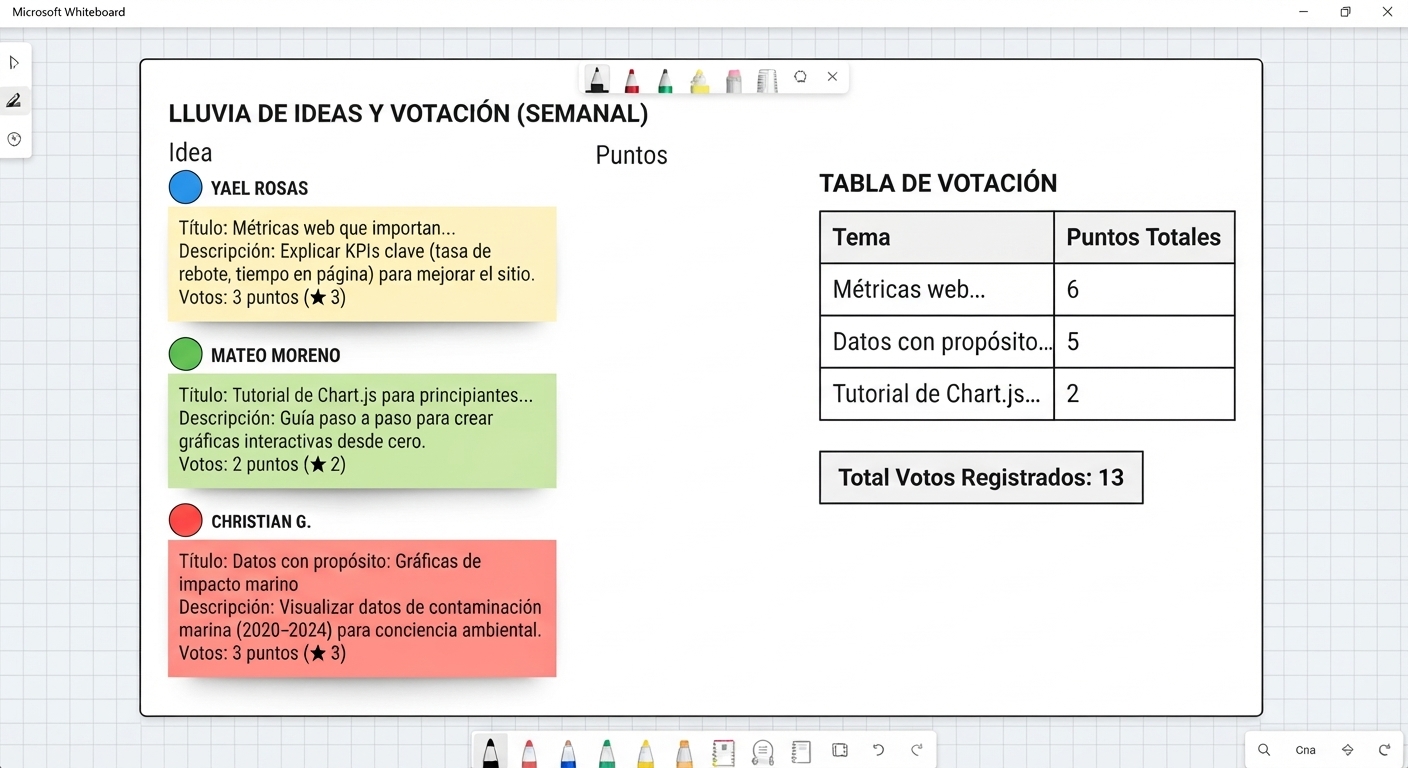 Microsoft Whiteboard
LLUVIA DE IDEAS Y VOTACIÓN (SEMANAL)
Idea
Puntos
YAEL ROSAS
Título: Métricas web que importan...
Descripción: Explicar KPIs clave (tasa de
rebote, tiempo en página) para mejorar el sitio.
Votos: 3 puntos (★ 3)
MATEO MORENO
Título: Tutorial de Chart.js para principiantes...
Descripción: Guía paso a paso para crear
gráficas interactivas desde cero.
Votos: 2 puntos (★ 2)
CHRISTIAN G.
Título: Datos con propósito: Gráficas de
impacto marino
Descripción: Visualizar datos de contaminación
marina (2020–2024) para conciencia ambiental.
Votos: 3 puntos (★ 3)
TABLA DE VOTACIÓN
Tema Puntos Totales
Métricas web... 6
Datos con propósito... 5
Tutorial de Chart.js... 2
Total Votos Registrados: 13
Cna